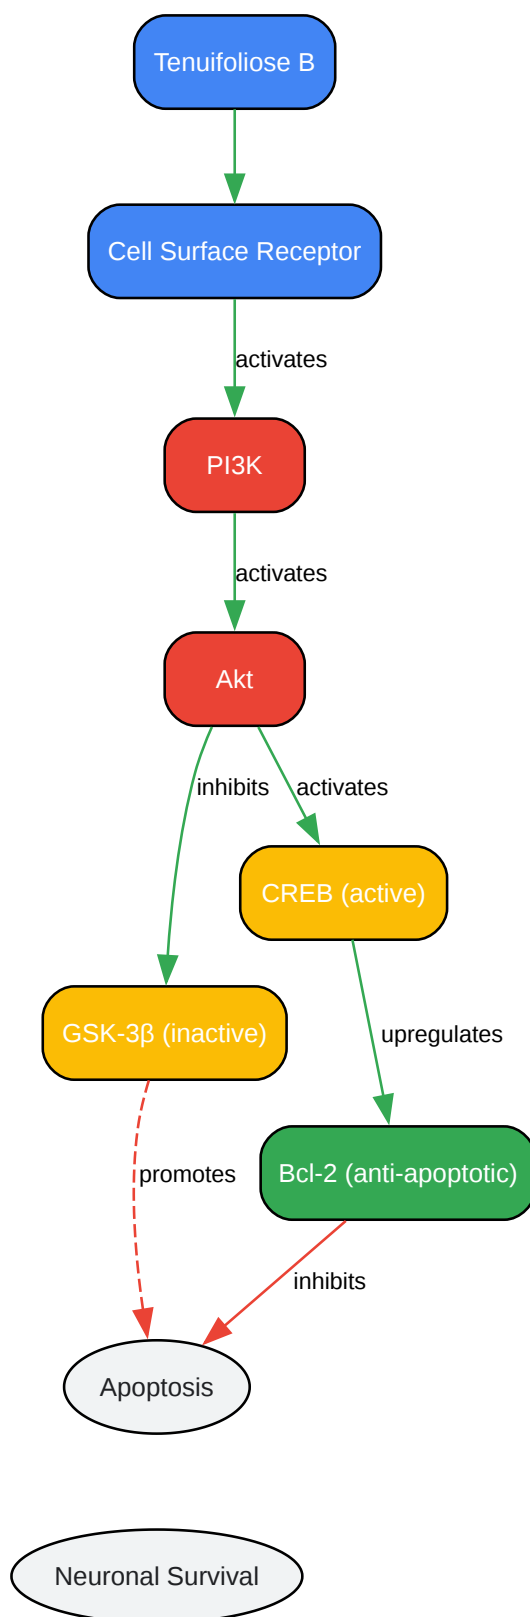 Tenuifoliose B
Cell Surface Receptor
activates
PI3K
activates
Akt
inhibits
activates
CREB (active)
GSK-3β (inactive)
upregulates
promotes
Bcl-2 (anti-apoptotic)
inhibits
Apoptosis
Neuronal Survival